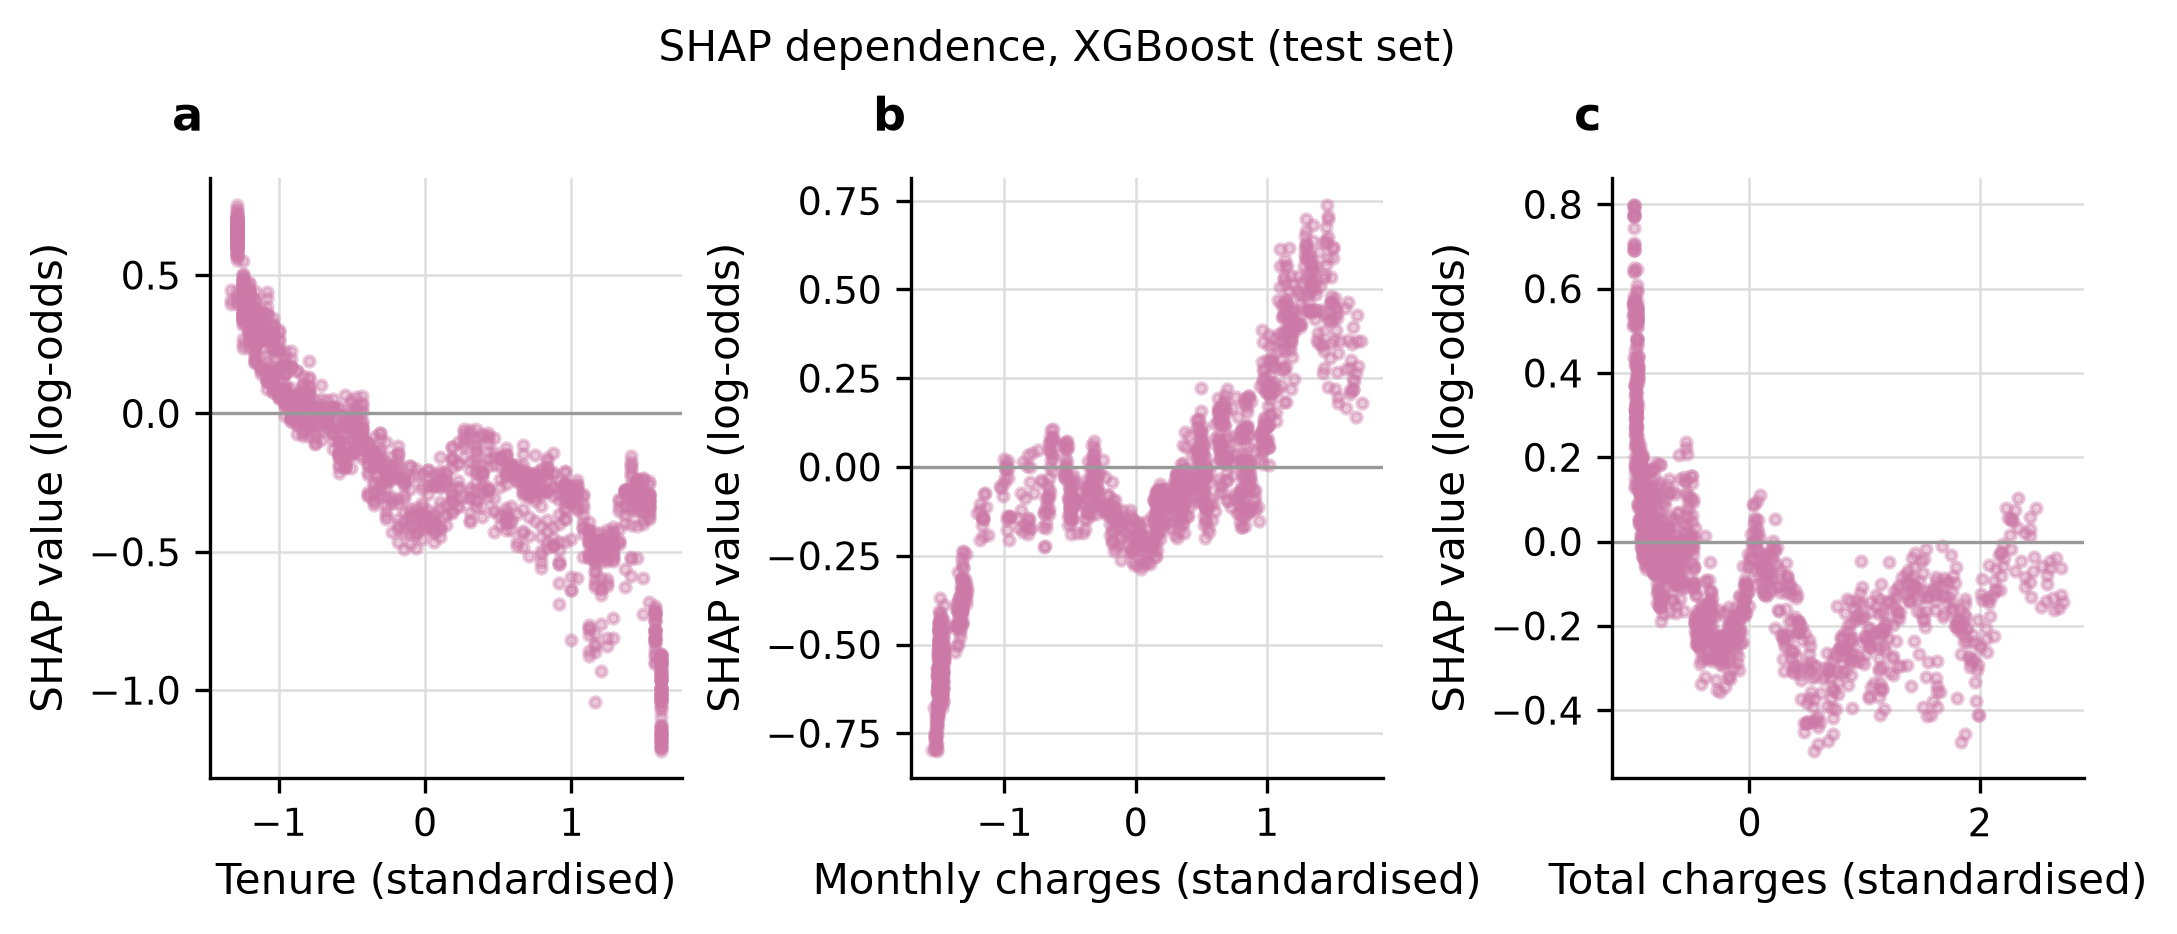 SHAP dependence, XGBoost (test set)
a
SHAP value (log-odds)
0.5
0.0
−0.5
−1.0
−1
0
1
Tenure (standardised)
b
SHAP value (log-odds)
0.75
0.50
0.25
0.00
−0.25
−0.50
−0.75
−1
0
1
Monthly charges (standardised)
c
SHAP value (log-odds)
0.8
0.6
0.4
0.2
0.0
−0.2
−0.4
0
2
Total charges (standardised)